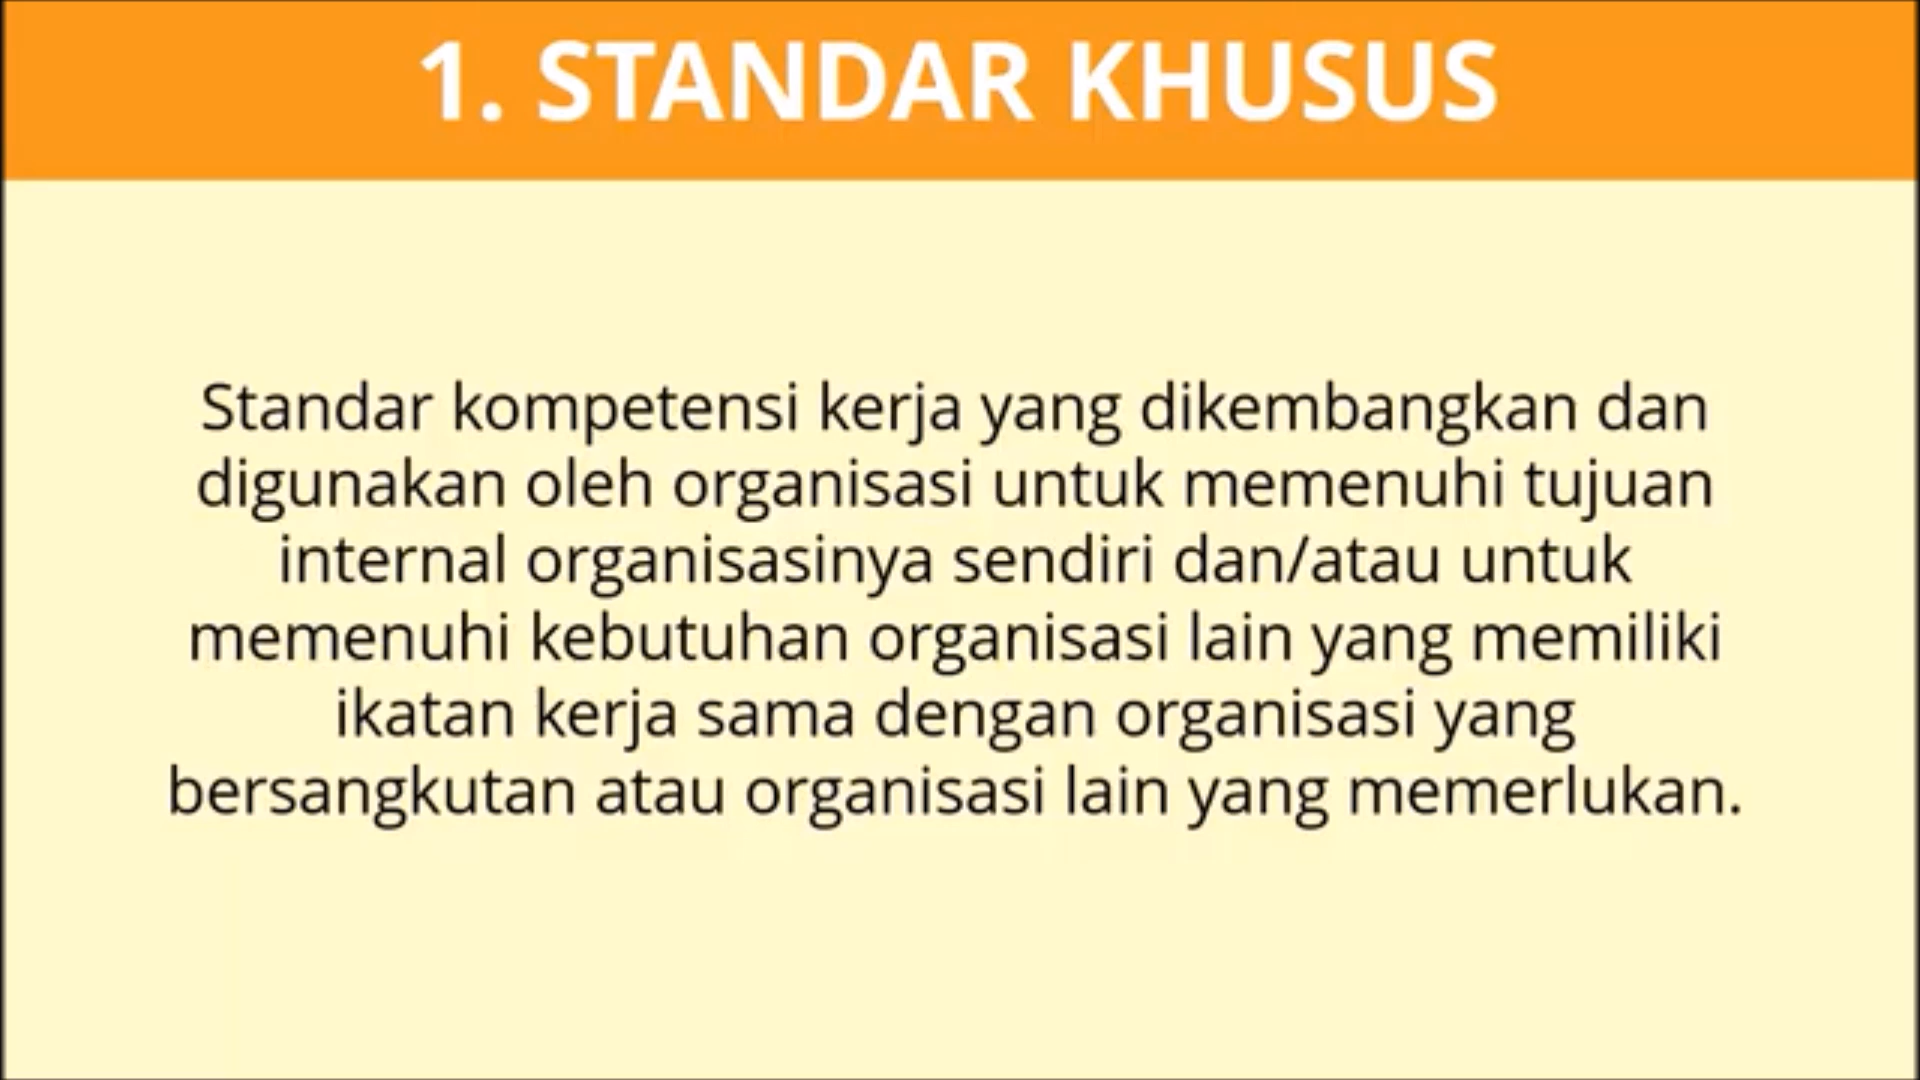 1. STANDAR KHUSUS
Standar kompetensi kerja yang dikembangkan dan
digunakan oleh organisasi untuk memenuhi tujuan
internal organisasinya sendiri dan/atau untuk
memenuhi kebutuhan organisasi lain yang memiliki
ikatan kerja sama dengan organisasi yang
bersangkutan atau organisasi lain yang memerlukan.